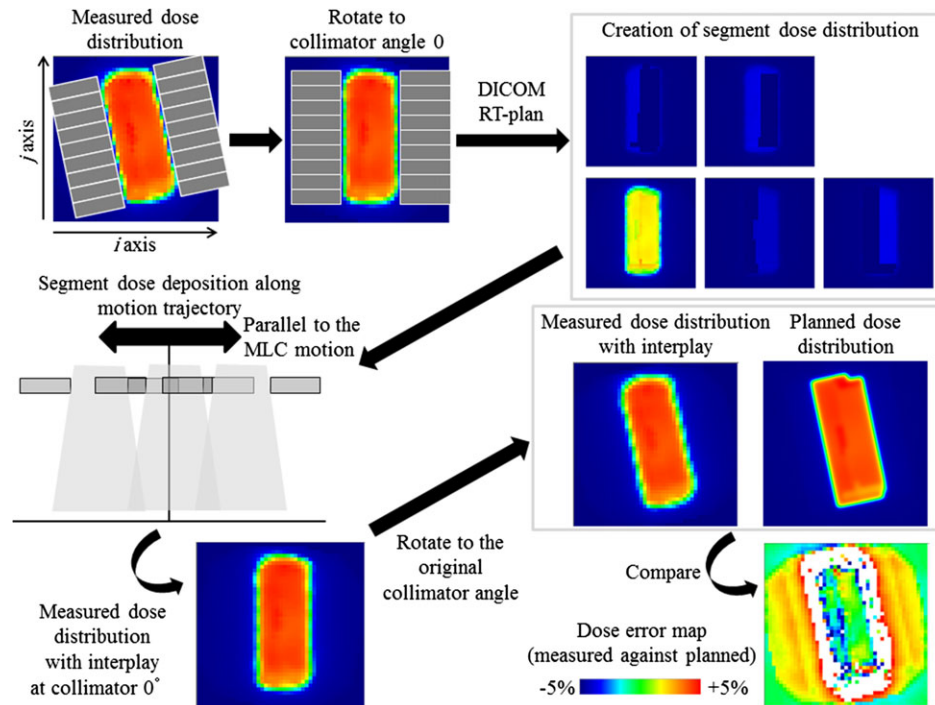 Measured dose
distribution
Rotate to
collimator angle 0
Creation of segment dose distribution
j axis
i axis
DICOM
RT-plan
Segment dose deposition along
motion trajectory
Parallel to the
MLC motion
Measured dose distribution
with interplay
Planned dose
distribution
Rotate to the
original
collimator angle
Measured dose
distribution
with interplay
at collimator 0°
Compare
Dose error map
(measured against planned)
-5% +5%